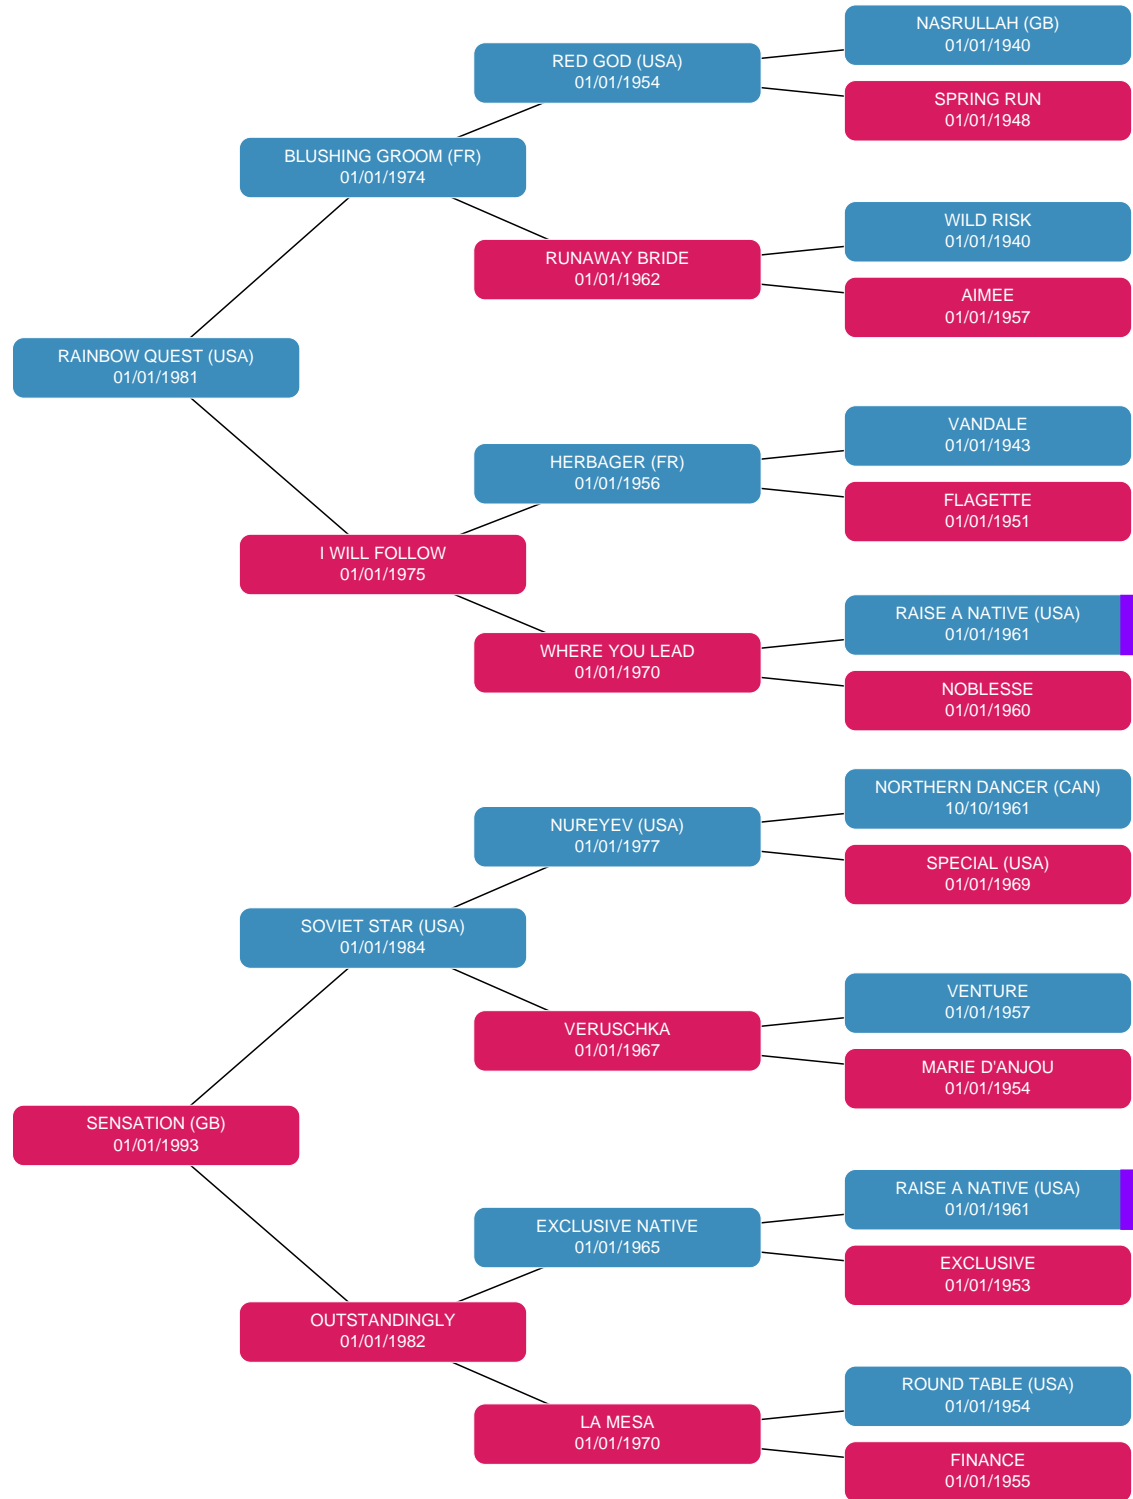 NASRULLAH (GB)
01/01/1940
RED GOD (USA)
01/01/1954
SPRING RUN
01/01/1948
BLUSHING GROOM (FR)
01/01/1974
WILD RISK
01/01/1940
RUNAWAY BRIDE
01/01/1962
AIMEE
01/01/1957
RAINBOW QUEST (USA)
01/01/1981
VANDALE
01/01/1943
HERBAGER (FR)
01/01/1956
FLAGETTE
01/01/1951
I WILL FOLLOW
01/01/1975
RAISE A NATIVE (USA)
01/01/1961
WHERE YOU LEAD
01/01/1970
NOBLESSE
01/01/1960
NORTHERN DANCER (CAN)
10/10/1961
NUREYEV (USA)
01/01/1977
SPECIAL (USA)
01/01/1969
SOVIET STAR (USA)
01/01/1984
VENTURE
01/01/1957
VERUSCHKA
01/01/1967
MARIE D'ANJOU
01/01/1954
SENSATION (GB)
01/01/1993
RAISE A NATIVE (USA)
01/01/1961
EXCLUSIVE NATIVE
01/01/1965
EXCLUSIVE
01/01/1953
OUTSTANDINGLY
01/01/1982
ROUND TABLE (USA)
01/01/1954
LA MESA
01/01/1970
FINANCE
01/01/1955